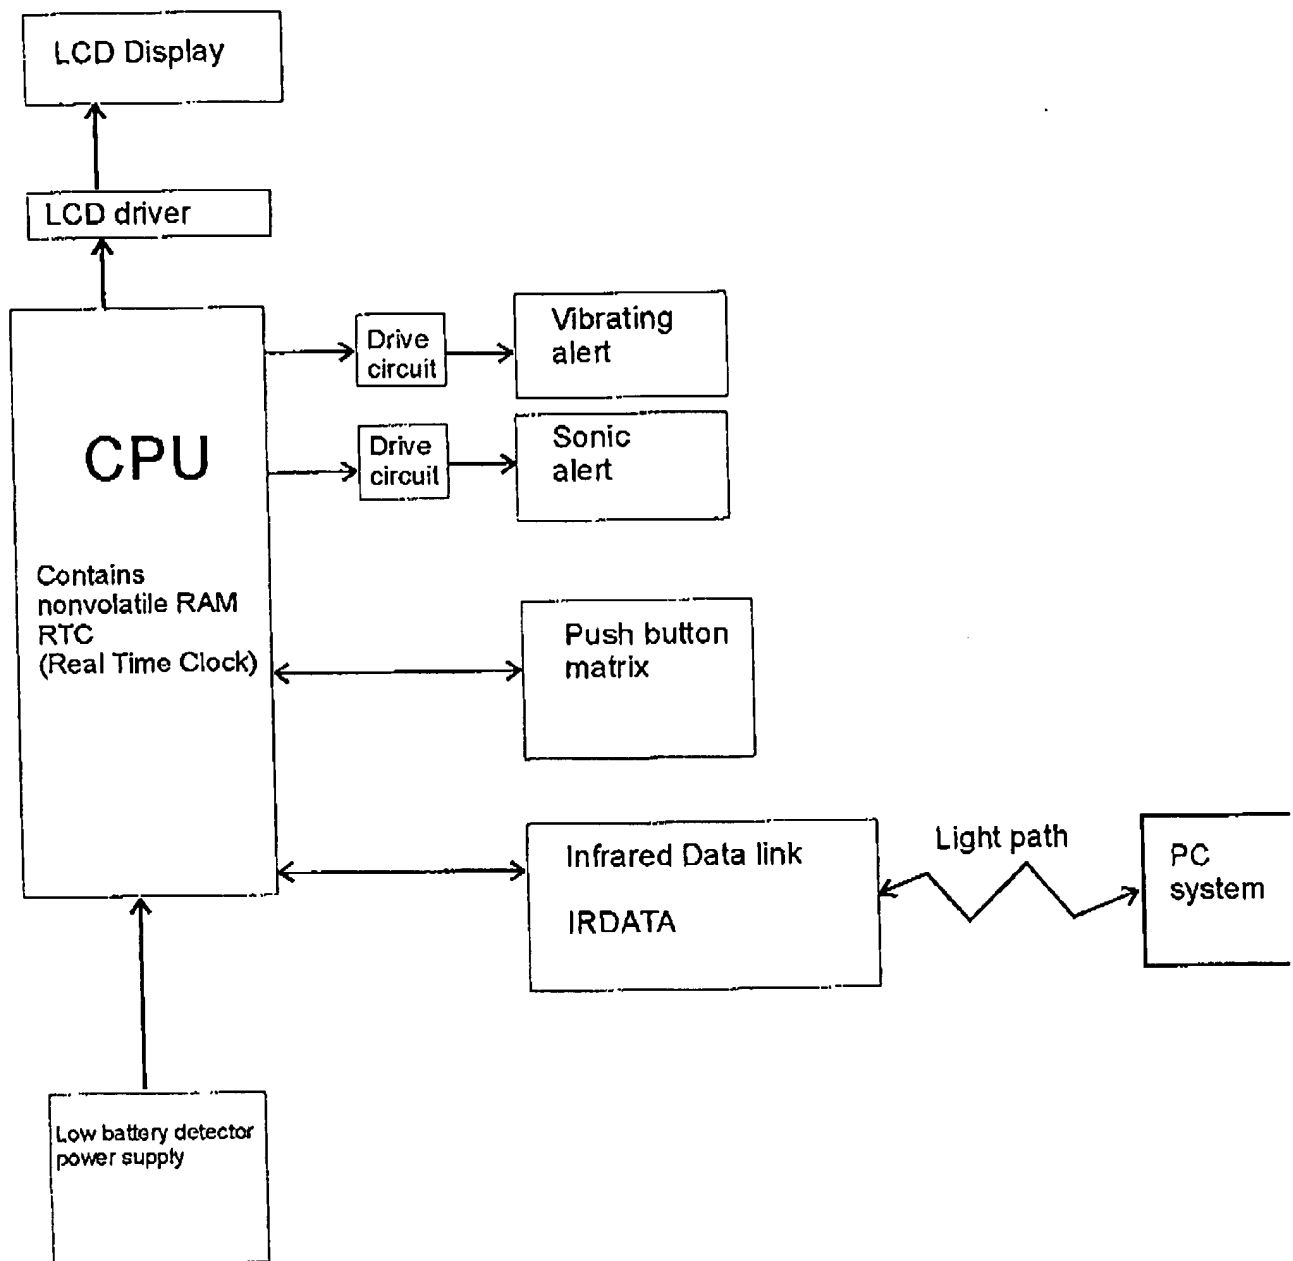 LCD Display
LCD driver
Drive
circuit
Vibrating
alert
CPU
Drive
circuit
Sonic
alert
Contains
nonvolatile RAM
RTC
(Real Time Clock)
Push button
matrix
Infrared Data link
IRDATA
Light path
PC
system
Low battery detector
power supply